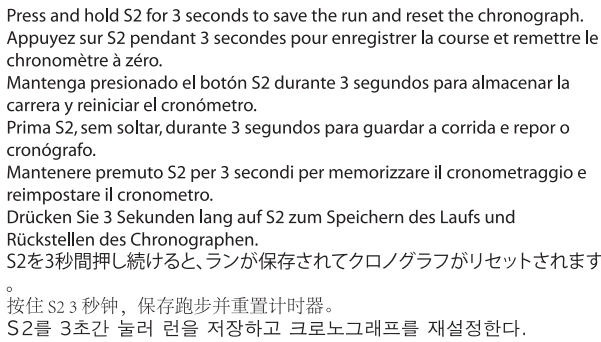 Press and hold S2 for 3 seconds to save the run and reset the chronograph.
Appuyez sur S2 pendant 3 secondes pour enregistrer la course et remettre le
chronomètre à zéro.
Mantenga presionado el botón S2 durante 3 segundos para almacenar la
carrera y reiniciar el cronómetro.
Prima S2, sem soltar, durante 3 segundos para guardar a corrida e repor o
cronógrafo.
Mantenere premuto S2 per 3 secondi per memorizzare il cronometraggio e
reimpostare il cronometro.
Drücken Sie 3 Sekunden lang auf S2 zum Speichern des Laufs und
Rückstellen des Chronographen.
S2を3秒間押し続けると、ランが保存されてクロノグラフがリセットされます
。
按住 S2 3 秒钟，保存跑步并重置计时器。
S2를 3초간 눌러 런을 저장하고 크로노그래프를 재설정한다.